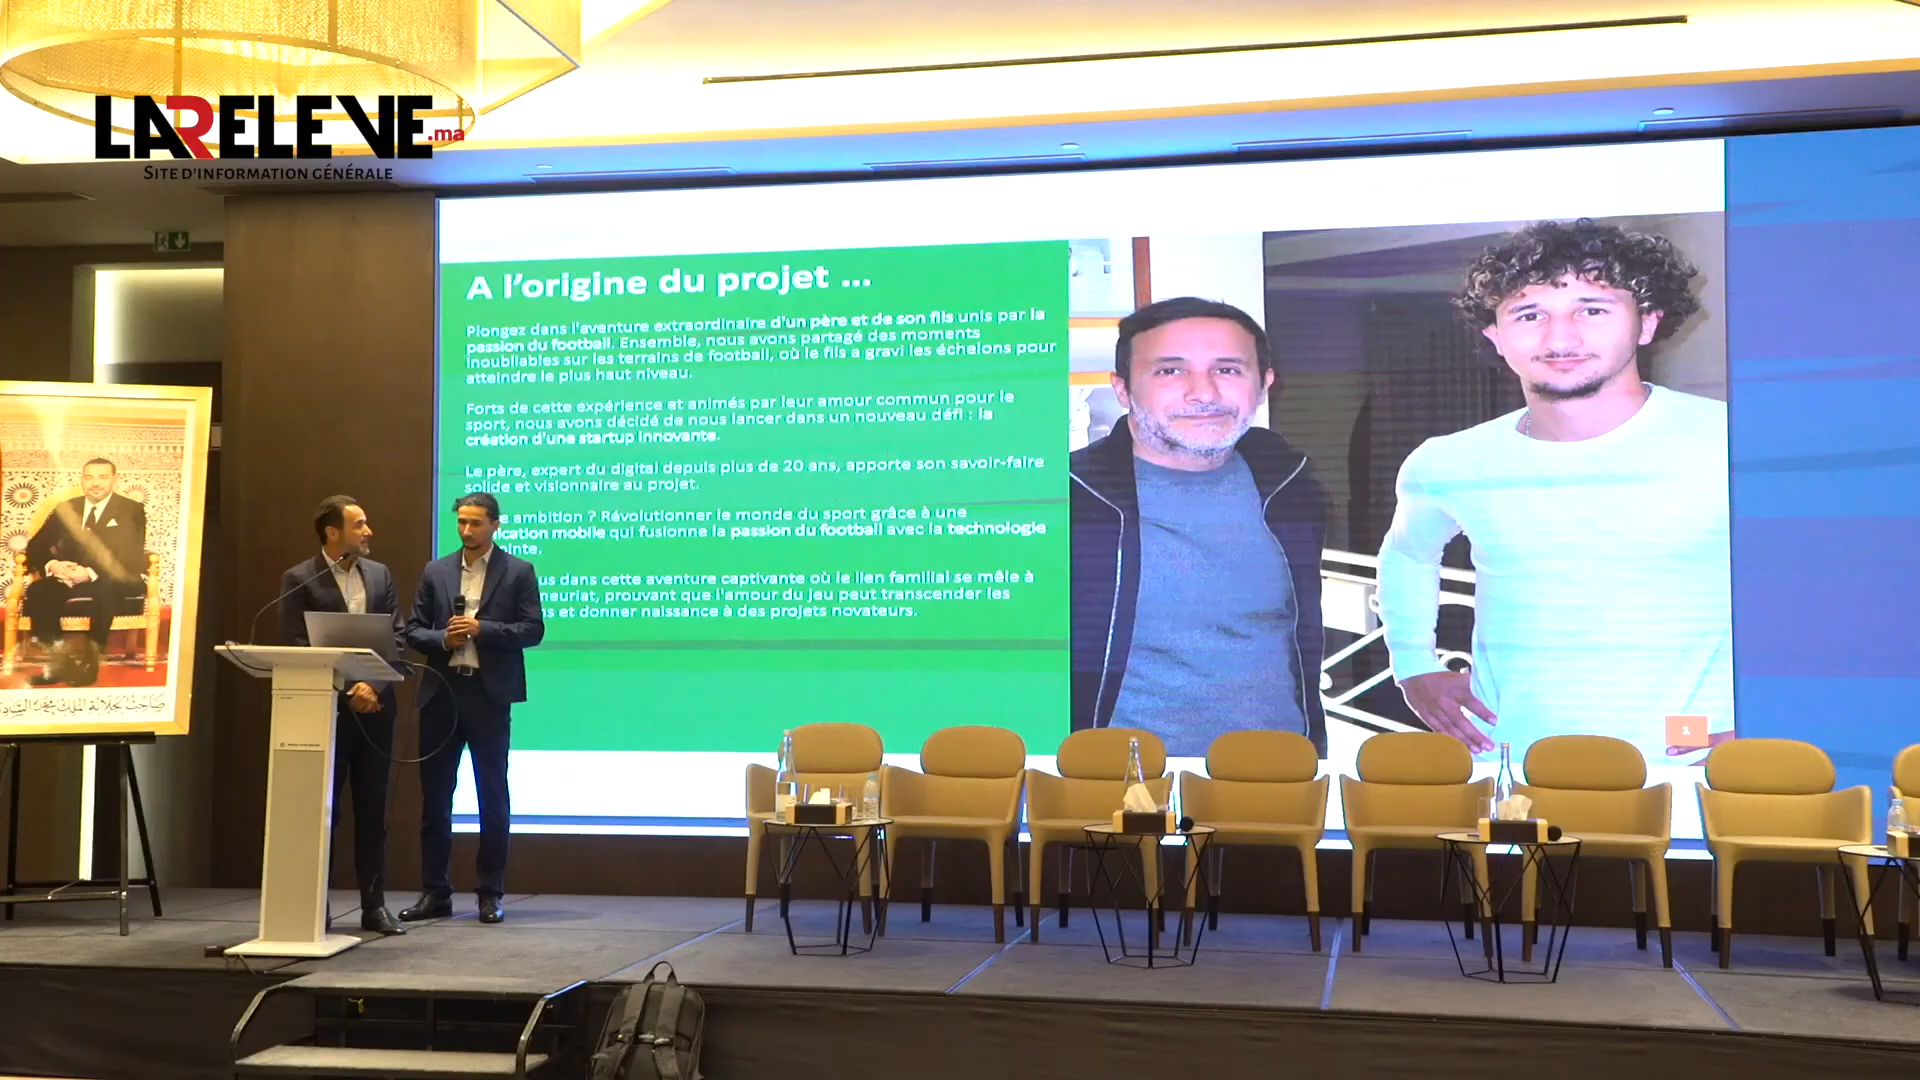 LARELEVE.ma
SITE D'INFORMATION GÉNÉRALE
A l'origine du projet ...
Plongez dans l'aventure extraordinaire d'un père et de son fils unis par la
passion du football. Ensemble, nous avons partagé des moments
inoubliables sur les terrains de football, où le fils a gravi les échelons pour
atteindre le plus haut niveau.
Forts de cette expérience et animés par leur amour commun pour le
sport, nous avons décidé de nous lancer dans un nouveau défi : la
création d'une startup innovante.
Le père, expert du digital depuis plus de 20 ans, apporte son savoir-faire
solide et visionnaire au projet.
ambition ? Révolutionner le monde du sport grâce à une
qui fusionne la passion du football avec la technologie
mobile
dans cette aventure captivante où le lien familial se mêle à
prouvant que l'amour du jeu peut transcender les
et donner naissance à des projets novateurs.
1
صاحب الجلالة الملك محمد السادس